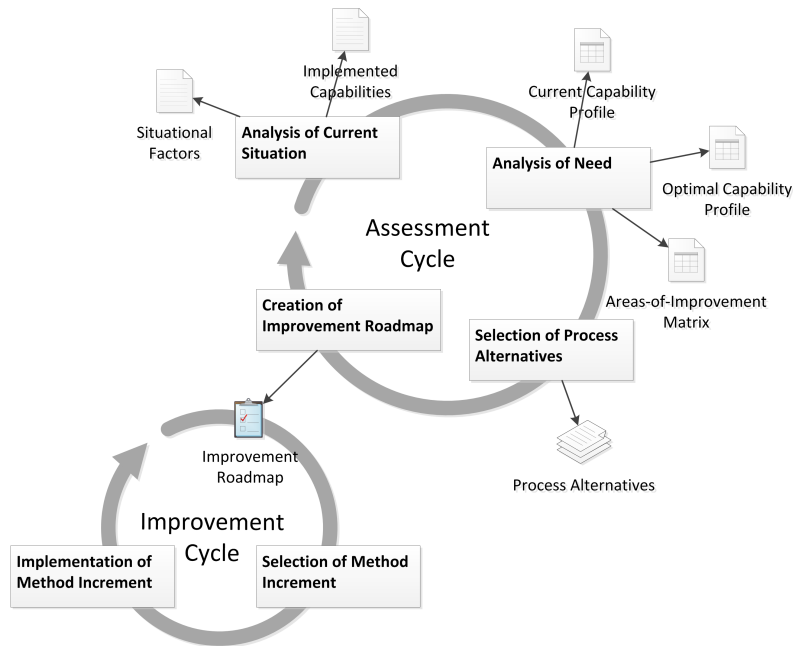 Implemented
Capabilities
Situational
Factors
Analysis of Current
Situation
Current Capability
Profile
Analysis of Need
Optimal Capability
Profile
Assessment
Cycle
Areas-of-Improvement
Matrix
Creation of
Improvement Roadmap
Selection of Process
Alternatives
Process Alternatives
Improvement
Roadmap
Improvement
Cycle
Implementation of
Method Increment
Selection of Method
Increment